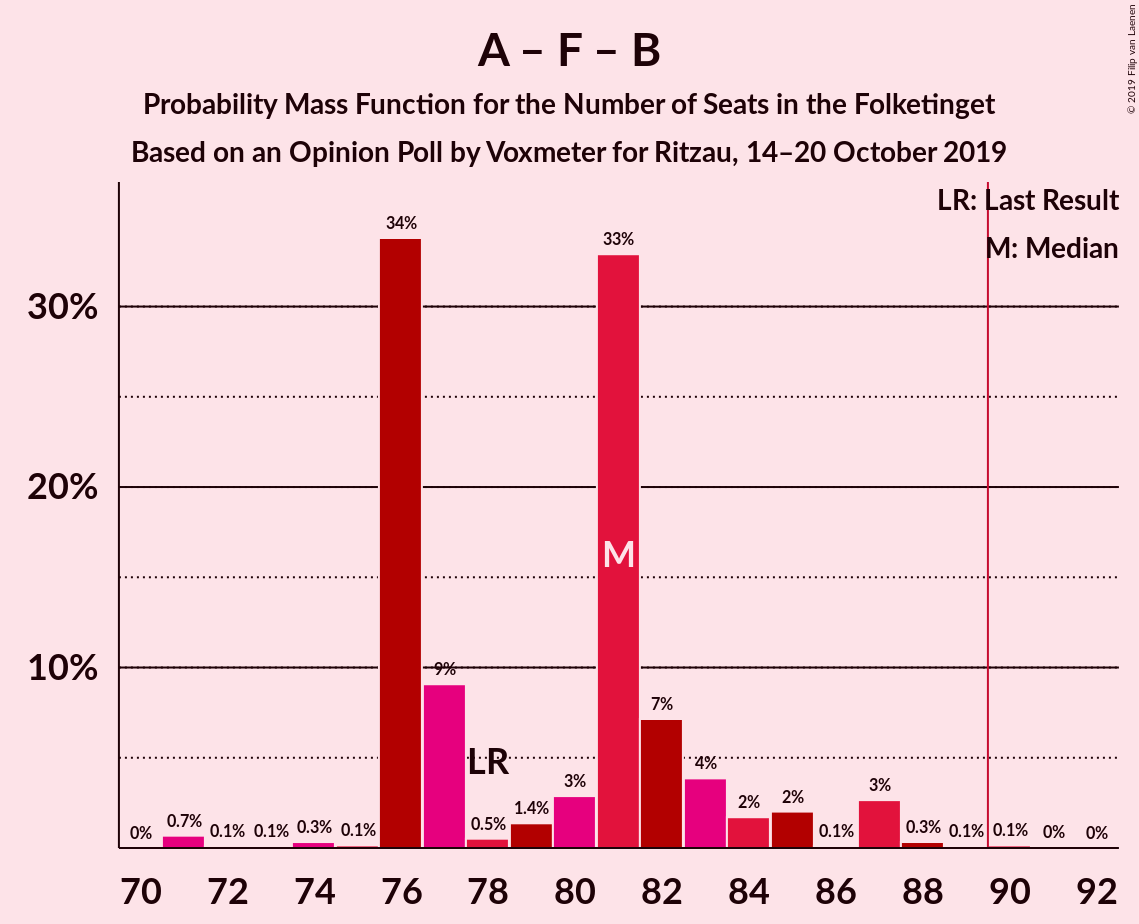 A – F – B
Probability Mass Function for the Number of Seats in the Folketinget
Based on an Opinion Poll by Voxmeter for Ritzau, 14–20 October 2019
© 2019 Filip van Laenen
LR: Last Result
M: Median
30%
20%
10%
0%
0.7%
0.1%
0.1%
0.3%
0.1%
34%
9%
LR
0.5%
1.4%
3%
33%
M
7%
4%
2%
2%
0.1%
3%
0.3%
0.1%
0.1%
0%
0%
70 72 74 76 78 80 82 84 86 88 90 92